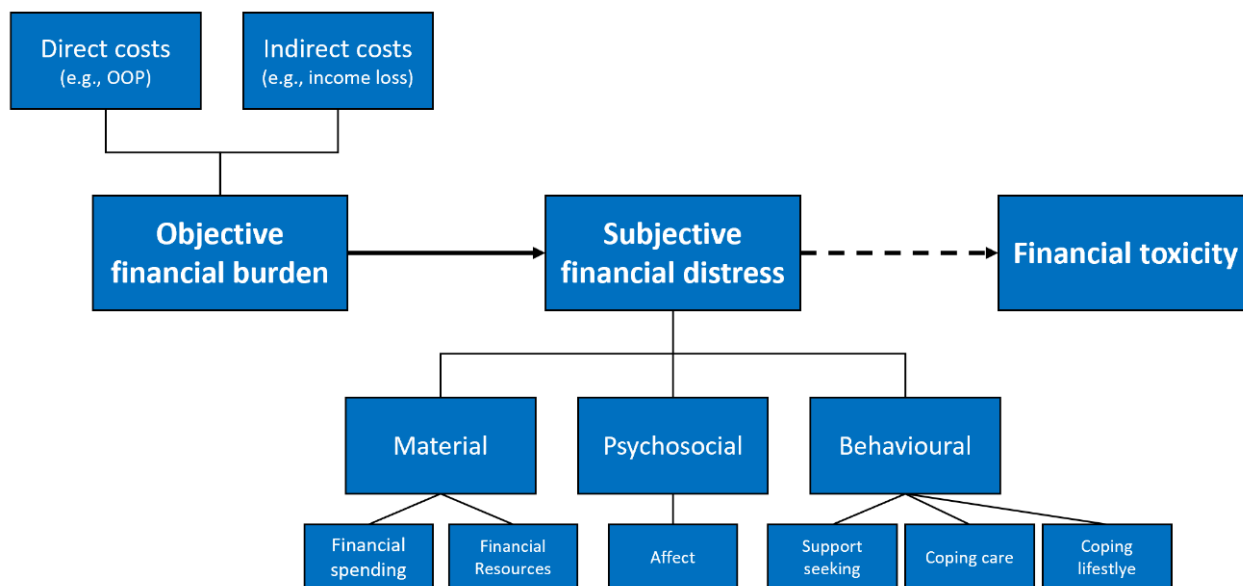 Direct costs
(e.g., OOP)
Indirect costs
(e.g., income loss)
Objective
financial burden
Subjective
financial distress
Financial toxicity
Material
Psychosocial
Behavioural
Financial
spending
Financial
Resources
Affect
Support
seeking
Coping care
Coping
lifestlye